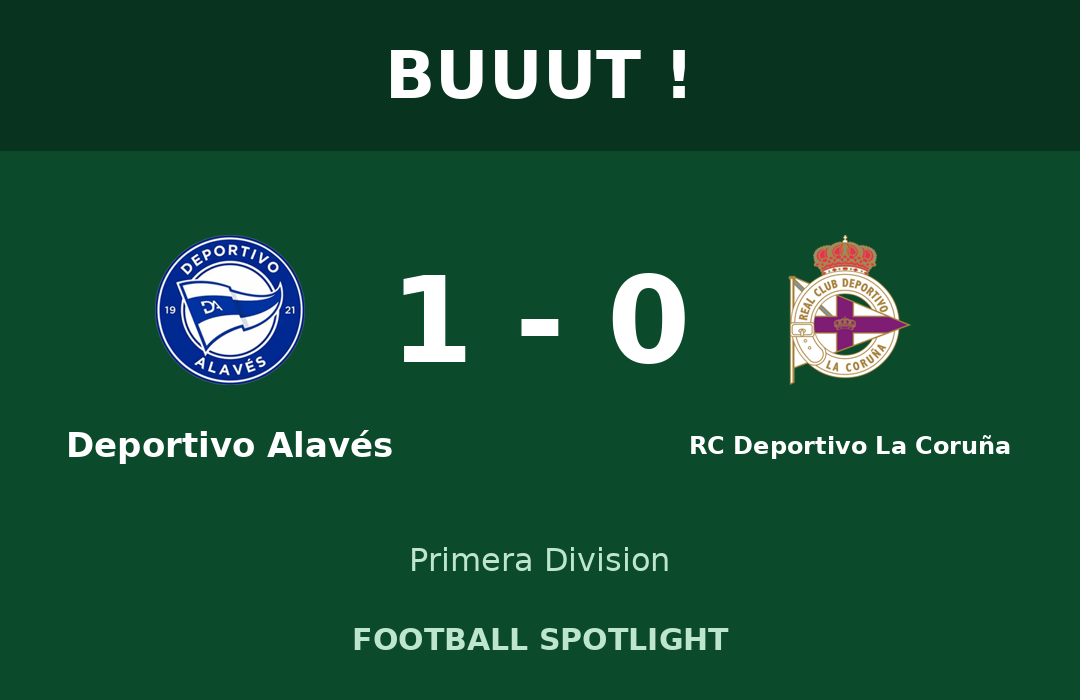 BUUUT !
DEPORTIVO
19 21
DA
ALAVÉS
1 - 0
REAL CLUB DEPORTIVO
LA CORUÑA
Deportivo Alavés
RC Deportivo La Coruña
Primera Division
FOOTBALL SPOTLIGHT